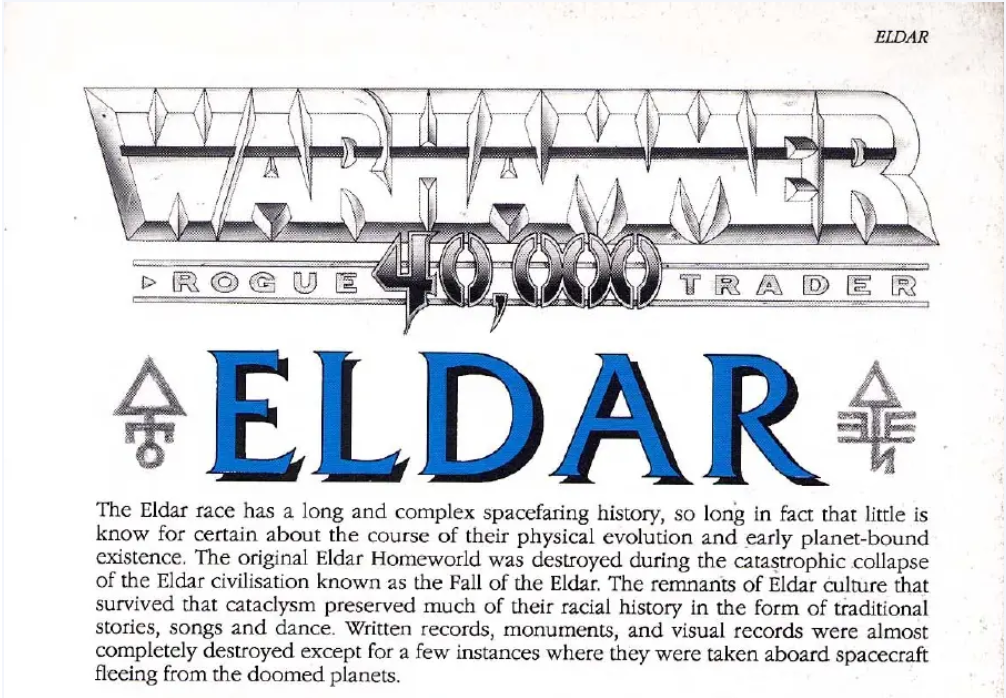 ELDAR
WARHAMMER
ROGUE 40,000 TRADER
ELDAR
The Eldar race has a long and complex spacefaring history, so long in fact that little is
know for certain about the course of their physical evolution and early planet-bound
existence. The original Eldar Homeworld was destroyed during the catastrophic collapse
of the Eldar civilisation known as the Fall of the Eldar. The remnants of Eldar culture that
survived that cataclysm preserved much of their racial history in the form of traditional
stories, songs and dance. Written records, monuments, and visual records were almost
completely destroyed except for a few instances where they were taken aboard spacecraft
fleeing from the doomed planets.